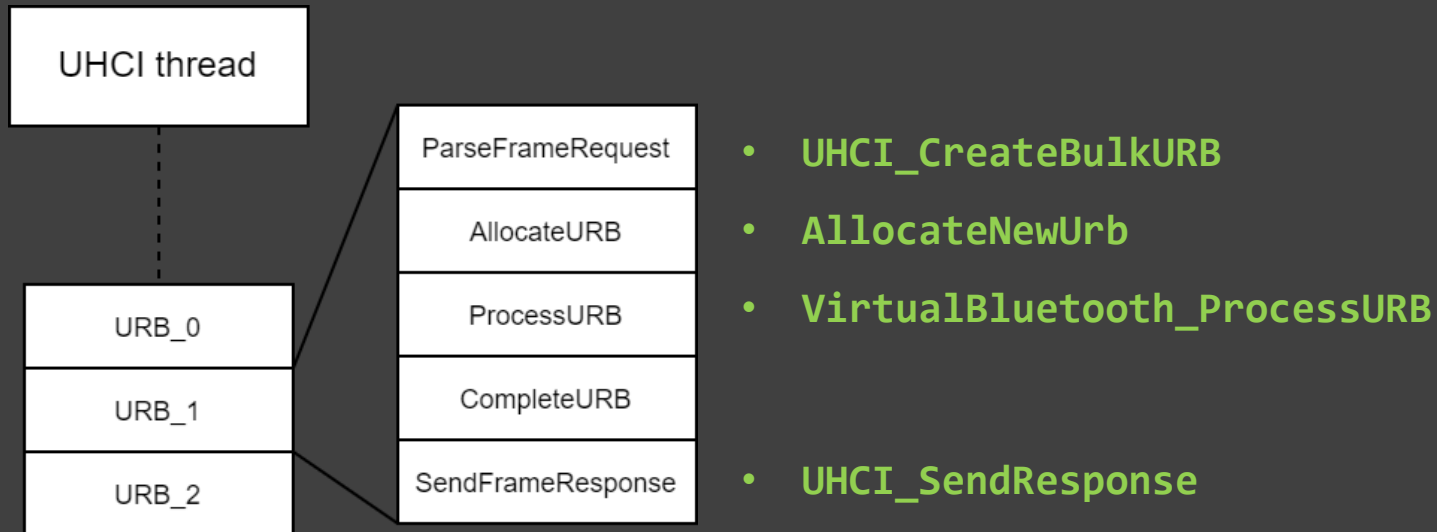 UHCI thread
URB_0
URB_1
URB_2
ParseFrameRequest
AllocateURB
ProcessURB
CompleteURB
SendFrameResponse
• UHCI_CreateBulkURB
• AllocateNewUrb
• VirtualBluetooth_ProcessURB
• UHCI_SendResponse